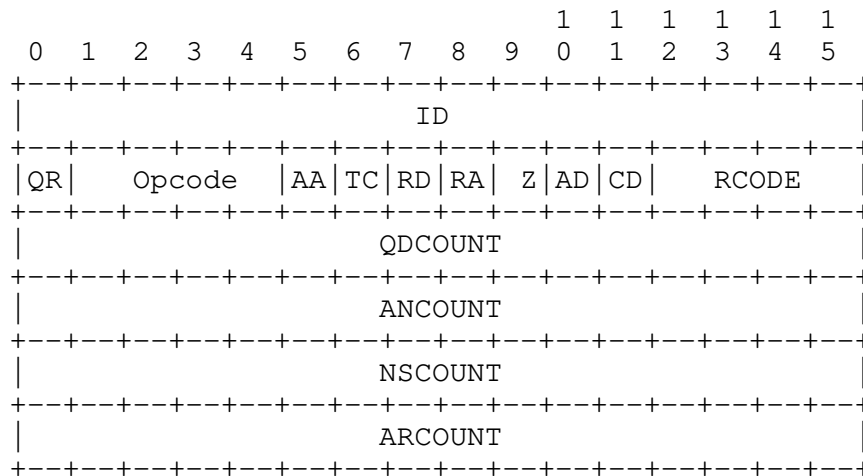 1  1  1  1  1  1
  0  1  2  3  4  5  6  7  8  9  0  1  2  3  4  5
+--+--+--+--+--+--+--+--+--+--+--+--+--+--+--+--+
|                      ID                       |
+--+--+--+--+--+--+--+--+--+--+--+--+--+--+--+--+
|QR|   Opcode  |AA|TC|RD|RA| Z|AD|CD|   RCODE   |
+--+--+--+--+--+--+--+--+--+--+--+--+--+--+--+--+
|                    QDCOUNT                    |
+--+--+--+--+--+--+--+--+--+--+--+--+--+--+--+--+
|                    ANCOUNT                    |
+--+--+--+--+--+--+--+--+--+--+--+--+--+--+--+--+
|                    NSCOUNT                    |
+--+--+--+--+--+--+--+--+--+--+--+--+--+--+--+--+
|                    ARCOUNT                    |
+--+--+--+--+--+--+--+--+--+--+--+--+--+--+--+--+